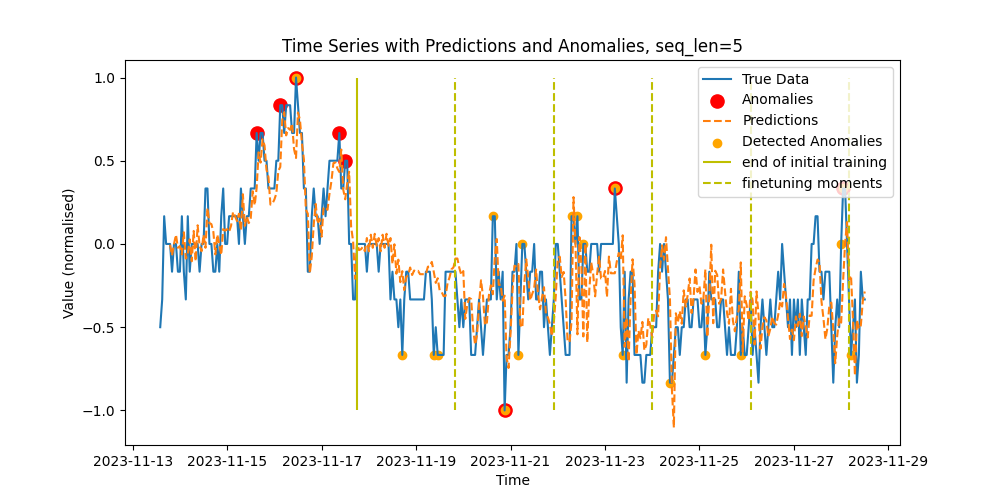 Time Series with Predictions and Anomalies, seq_len=5
True Data
Anomalies
Predictions
Detected Anomalies
end of initial training
finetuning moments
Value (normalised)
1.0
0.5
0.0
−0.5
−1.0
2023-11-13 2023-11-15 2023-11-17 2023-11-19 2023-11-21 2023-11-23 2023-11-25 2023-11-27 2023-11-29
Time